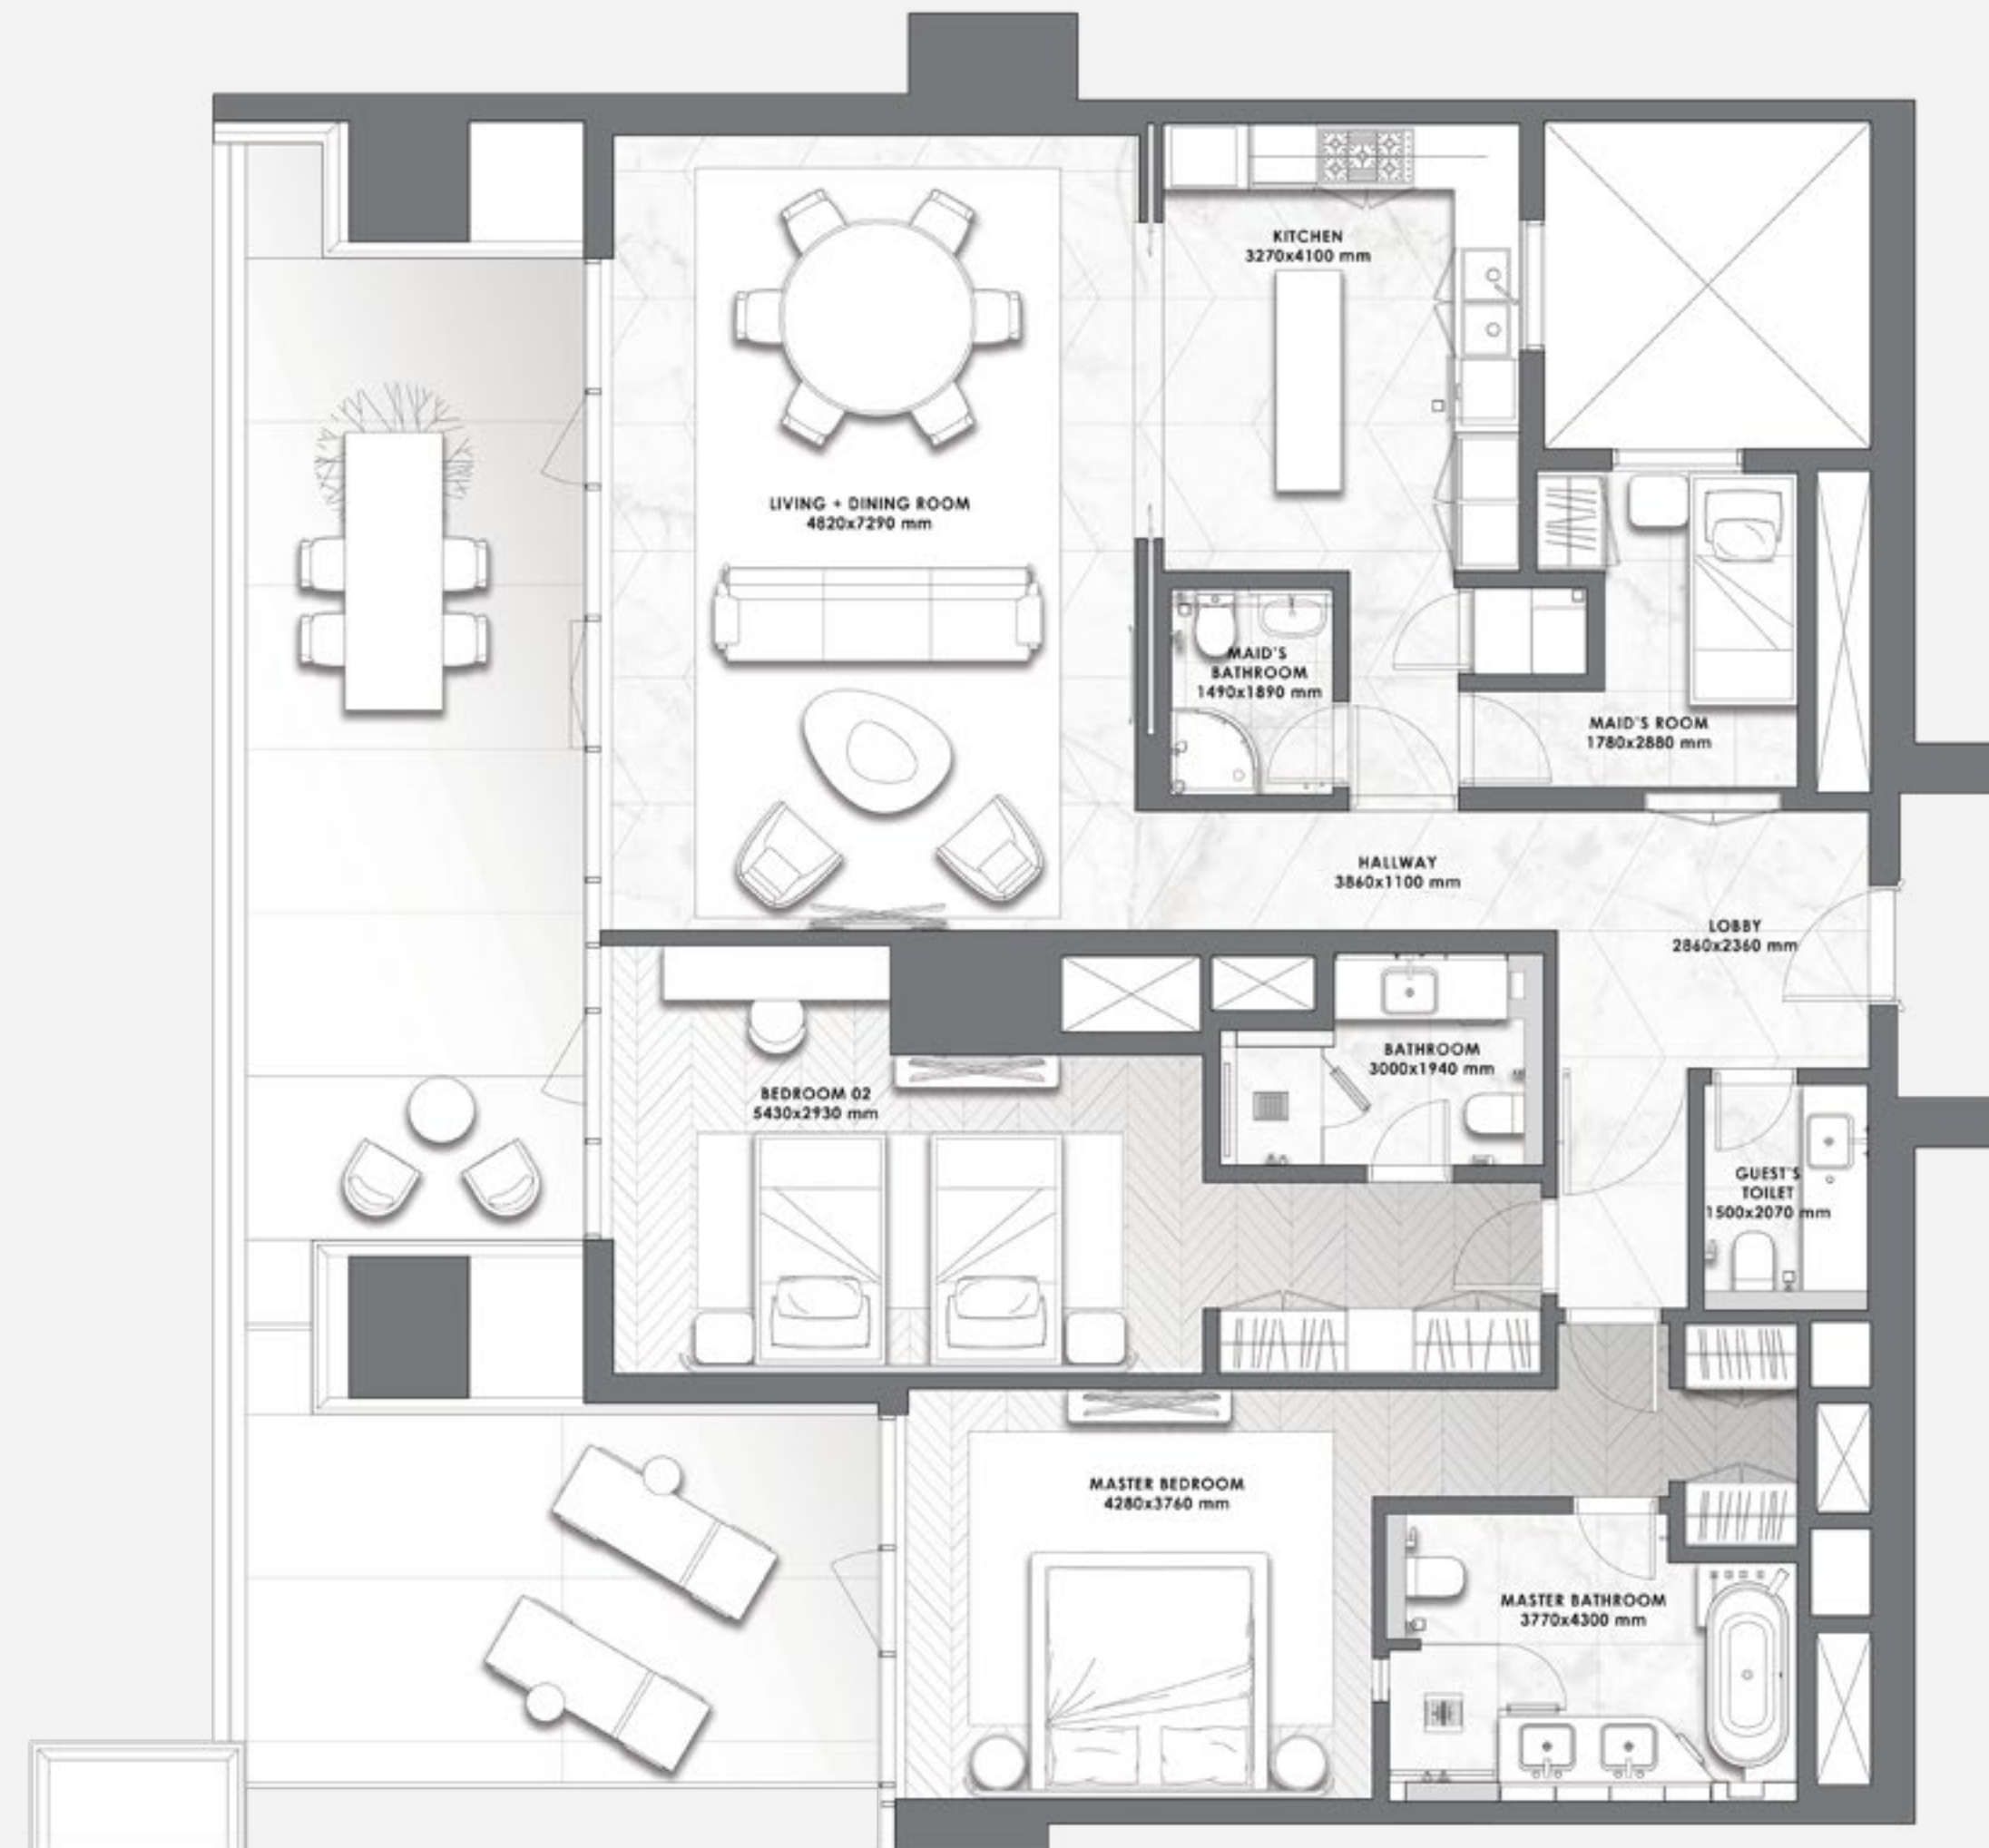 KITCHEN
3270x4100 mm
LIVING + DINING ROOM
4820x7290 mm
MAID'S
BATHROOM
1490x1890 mm
MAID'S ROOM
1780x2880 mm
HALLWAY
3860x1100 mm
LOBBY
2860x2360 mm
BATHROOM
3000x1940 mm
BEDROOM 02
5430x2930 mm
GUEST'S
TOILET
1500x2070 mm
MASTER BEDROOM
4280x3760 mm
MASTER BATHROOM
3770x4300 mm